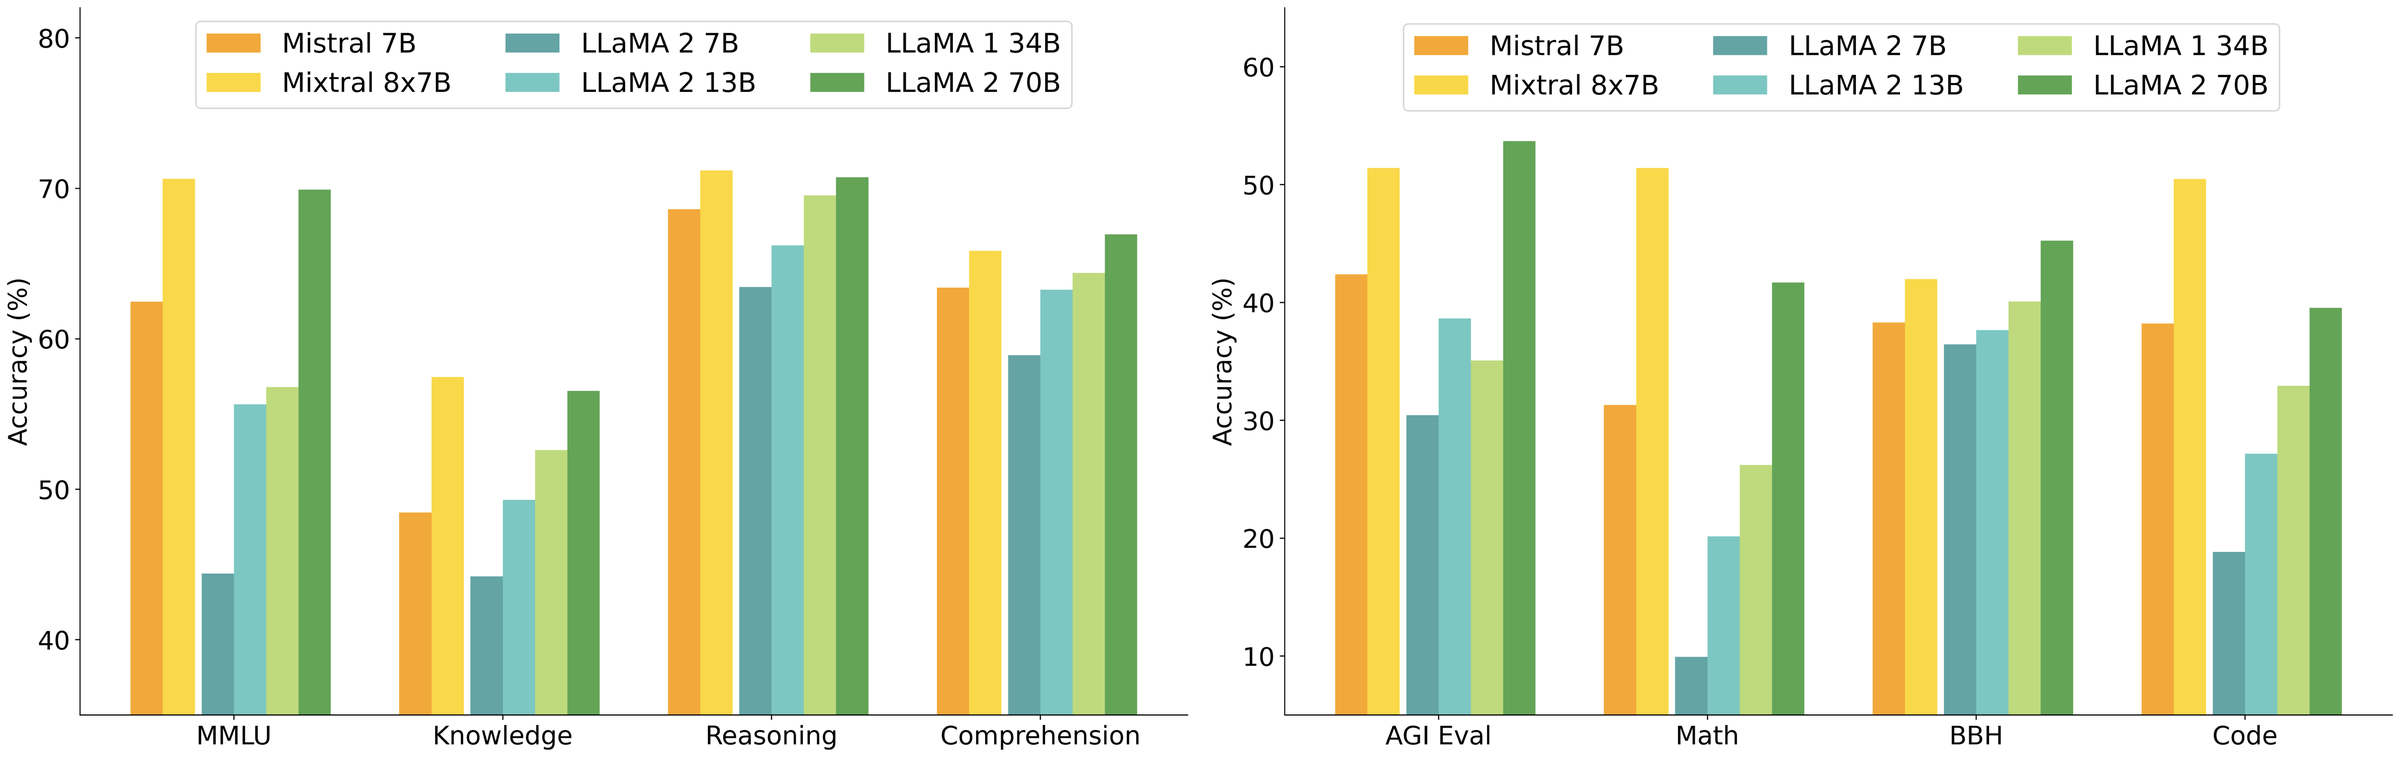 80
70
60
50
40
Accuracy (%)
Mistral 7B LLaMA 2 7B LLaMA 1 34B
Mixtral 8x7B LLaMA 2 13B LLaMA 2 70B
MMLU Knowledge Reasoning Comprehension
60
50
40
30
20
10
Accuracy (%)
Mistral 7B LLaMA 2 7B LLaMA 1 34B
Mixtral 8x7B LLaMA 2 13B LLaMA 2 70B
AGI Eval Math BBH Code